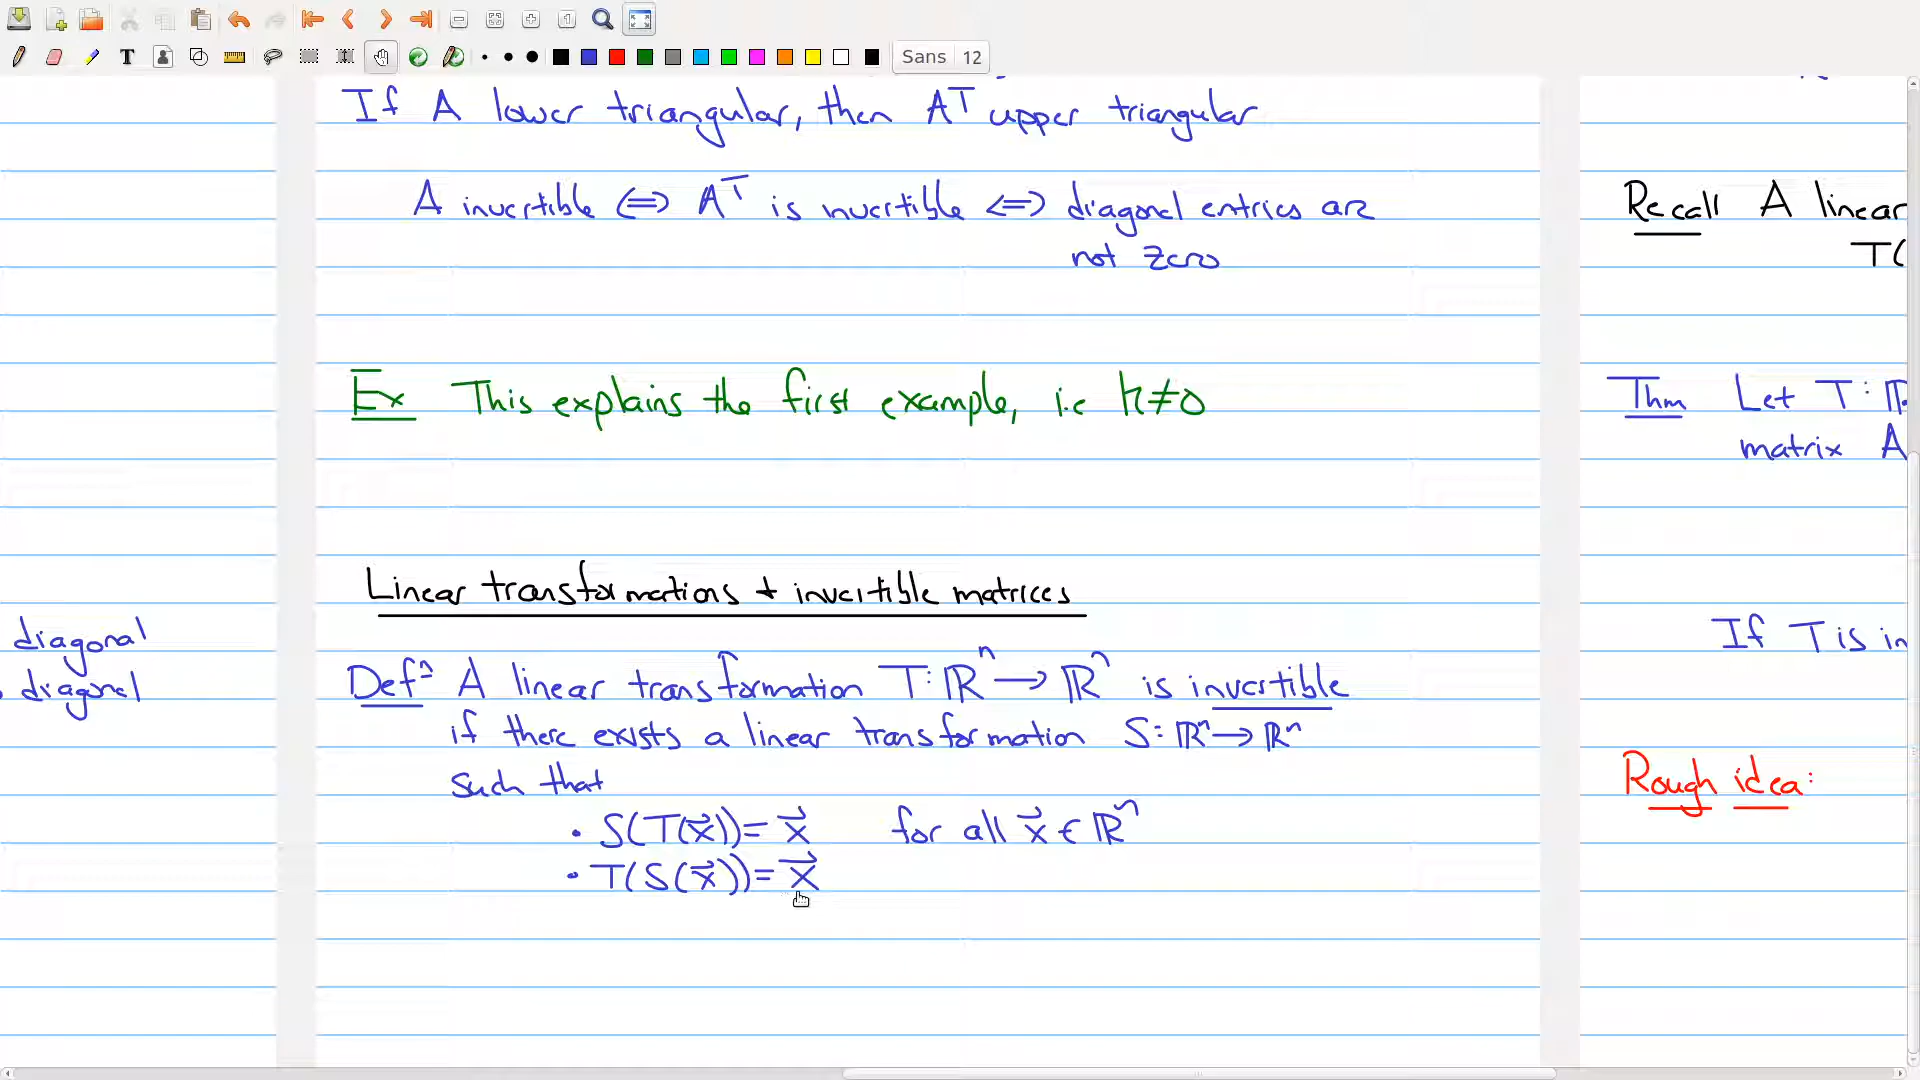 Sans 12
If A lower triangular, then Aᵀ upper triangular
A invertible ⟺ Aᵀ is invertible ⟺ diagonal entries are
not zero
Ex This explains the first example, i.e k≠0
Linear transformations + invertible matrices
Defⁿ A linear transformation T: ℝⁿ → ℝⁿ is invertible
if there exists a linear transformation S: ℝⁿ → ℝⁿ
such that
• S(T(x⃗)) = x⃗ for all x⃗ ∈ ℝⁿ
• T(S(x⃗)) = x⃗
diagonal
diagonal
Recall A linear
T(
Thm Let T:
matrix A
If T is in
Rough idea: